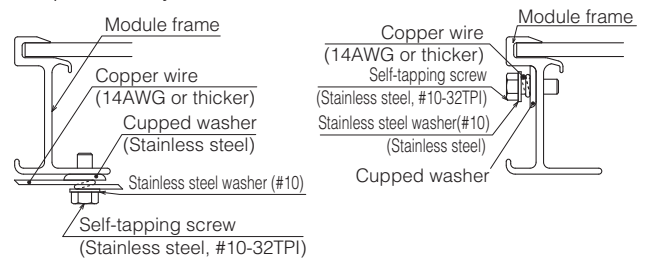 Module frame
Copper wire
(14AWG or thicker)
Cupped washer
(Stainless steel)
Stainless steel washer (#10)
Self-tapping screw
(Stainless steel, #10-32TPI)
Module frame
Copper wire
(14AWG or thicker)
Self-tapping screw
(Stainless steel, #10-32TPI)
Stainless steel washer(#10)
(Stainless steel)
Cupped washer